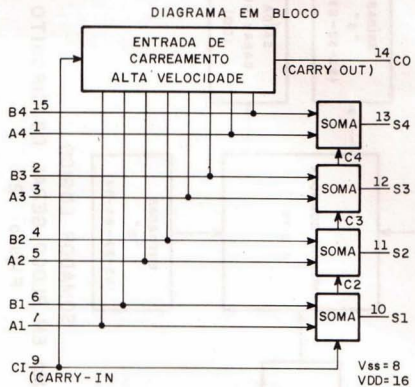 DIAGRAMA EM BLOCO
ENTRADA DE
CARREAMENTO
ALTA VELOCIDADE
14 CO
(CARRY OUT)
B4 15
A4 1
SOMA
13 S4
C4
B3 2
A3 3
SOMA
12 S3
C3
B2 4
A2 5
SOMA
11 S2
C2
B1 6
A1 7
SOMA
10 S1
CI 9
(CARRY-IN
Vss = 8
VDD = 16